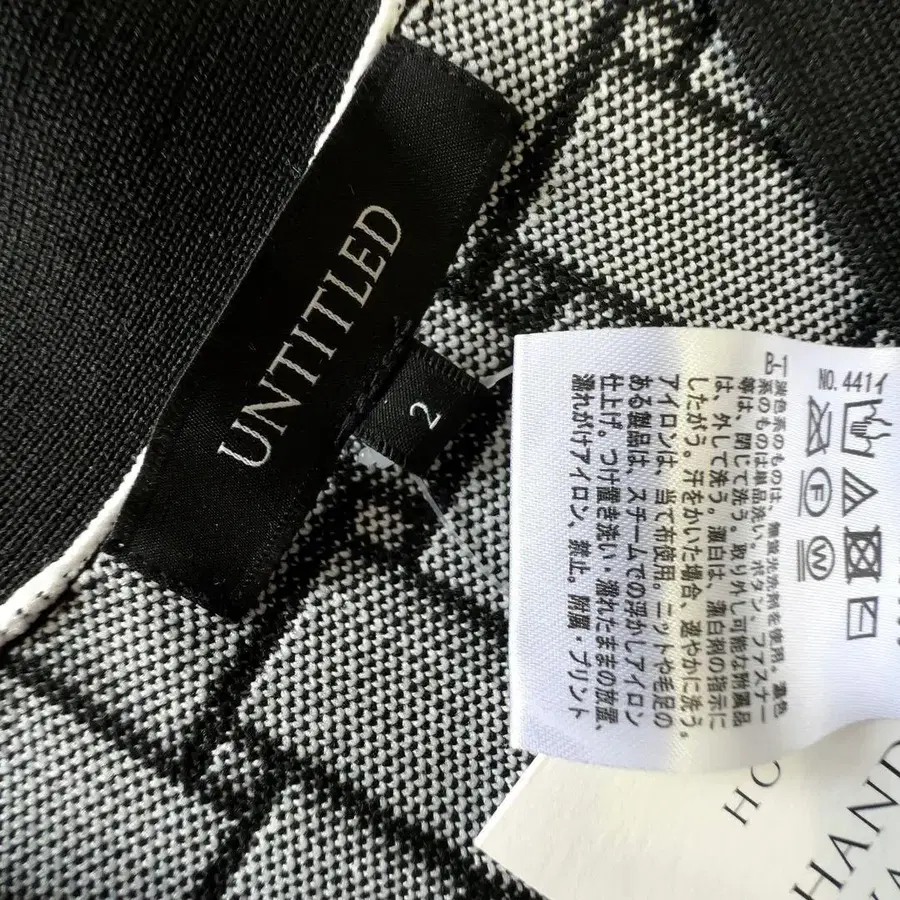 UNTITLED
2
NO. 441イ
B-1
淡色系のものは、無蛍光洗剤を使用。濃色
系のものは単品洗い。ボタン、ファスナー
等は、閉じて洗う。取り外し可能な附属品
は、外して洗う。漂白は、漂白剤の指示に
したがう。汗をかいた場合、速やかに洗う。
アイロンは、当て布使用。ニットや毛足の
ある製品は、スチームでの浮かしアイロン
仕上げ。つけ置き洗い・濡れたままの放置、
濡れがけアイロン、禁止。附属・プリント
F
W
HO
HAND